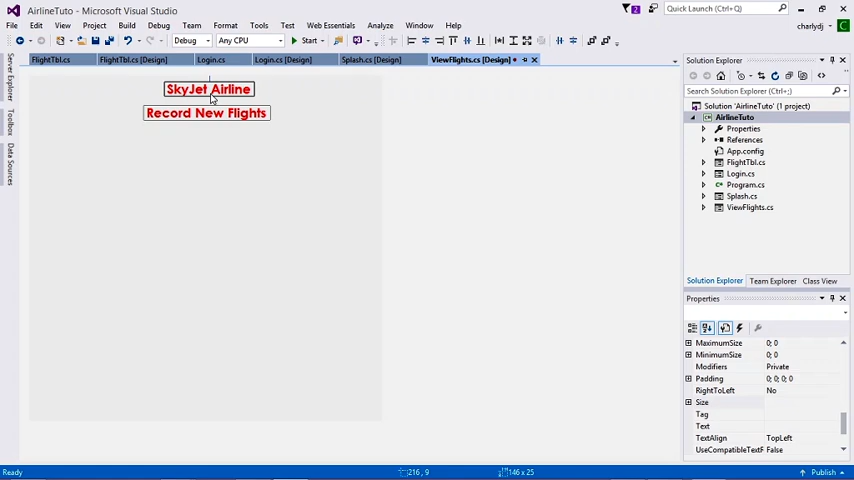 AirlineTuto - Microsoft Visual Studio
2
Quick Launch (Ctrl+Q)
File Edit View Project Build Debug Team Format Tools Test Web Essentials Analyze Window Help
charlydj
Debug Any CPU Start
FlightTbl.cs FlightTbl.cs [Design] Login.cs Login.cs [Design] Splash.cs [Design] ViewFlights.cs [Design]
Server Explorer
Toolbox
Data Sources
SkyJet Airline
Record New Flights
Solution Explorer
Search Solution Explorer (Ctrl+;)
Solution 'AirlineTuto' (1 project)
AirlineTuto
Properties
References
App.config
FlightTbl.cs
Login.cs
Program.cs
Splash.cs
ViewFlights.cs
Solution Explorer Team Explorer Class View
Properties
MaximumSize 0; 0
MinimumSize 0; 0
Modifiers Private
Padding 0; 0; 0; 0
RightToLeft No
Size
Tag
Text
TextAlign TopLeft
UseCompatibleTextF False
Ready 216 , 9 146 x 25 Publish